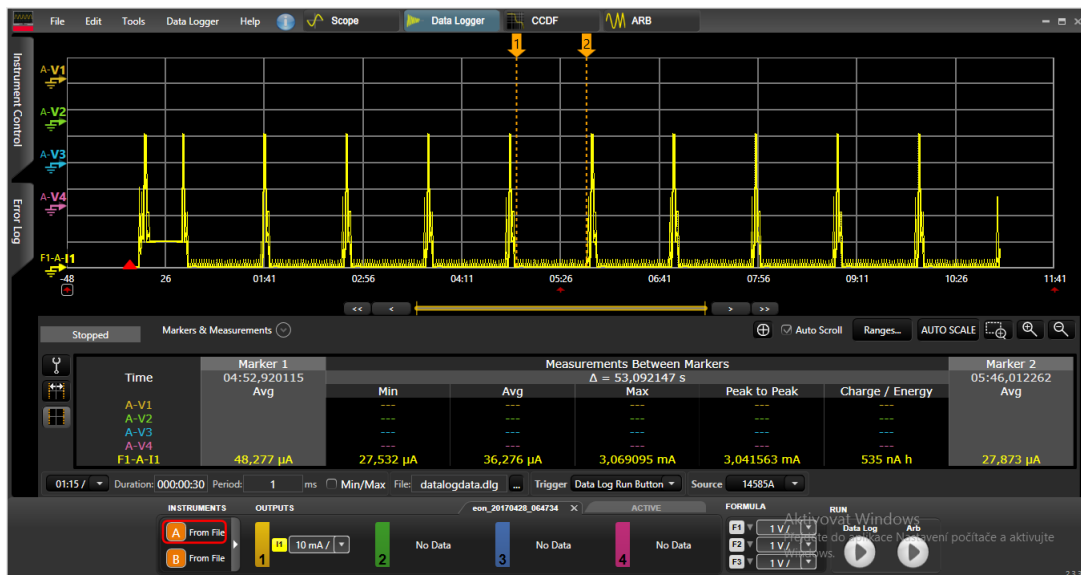 File Edit Tools Data Logger Help Scope Data Logger CCDF ARB
1 2
Instrument Control
Error Log
A-V1
A-V2
A-V3
A-V4
F1-A-I1
-48 26 01:41 02:56 04:11 05:26 06:41 07:56 09:11 10:26 11:41
<< < > >>
Stopped Markers & Measurements Auto Scroll Ranges... AUTO SCALE
Marker 1 Measurements Between Markers Marker 2
Time 04:52,920115 Δ = 53,092147 s 05:46,012262
Avg Min Avg Max Peak to Peak Charge / Energy Avg
A-V1 --- --- --- --- ---
A-V2 --- --- --- --- ---
A-V3 --- --- --- --- ---
A-V4 --- --- --- --- ---
F1-A-I1 48,277 µA 27,532 µA 36,276 µA 3,069095 mA 3,041563 mA 535 nA h 27,873 µA
01:15 / Duration: 000:00:30 Period: 1 ms Min/Max File: datalogdata.dlg ... Trigger Data Log Run Button Source 14585A
INSTRUMENTS OUTPUTS eon_20170428_064734 X ACTIVE FORMULA RUN
A From File
B From File
1 I1 10 mA /
2 No Data
3 No Data
4 No Data
F1 1 V /
F2 1 V /
F3 1 V /
Data Log Arb
Aktivovat Windows
Přejděte do aplikace Nastavení počítače a aktivujte
Windows.